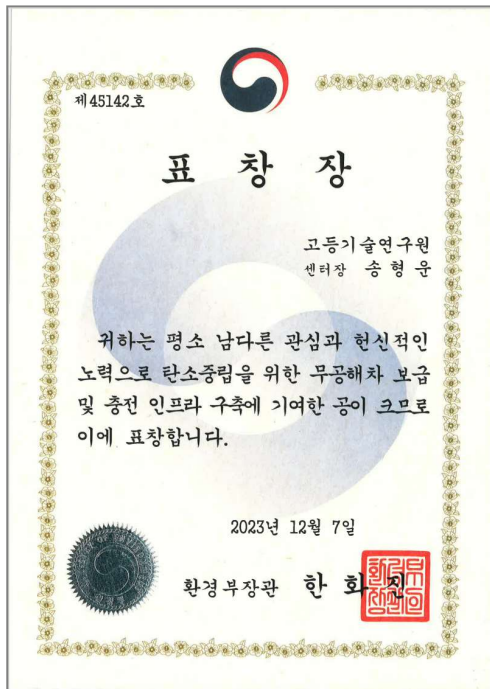 제45142호
표 창 장
고등기술연구원
센터장 송형운
귀하는 평소 남다른 관심과 헌신적인
노력으로 탄소중립을 위한 무공해차 보급
및 충전 인프라 구축에 기여한 공이 크므로
이에 표창합니다.
2023년 12월 7일
환경부장관 한화진